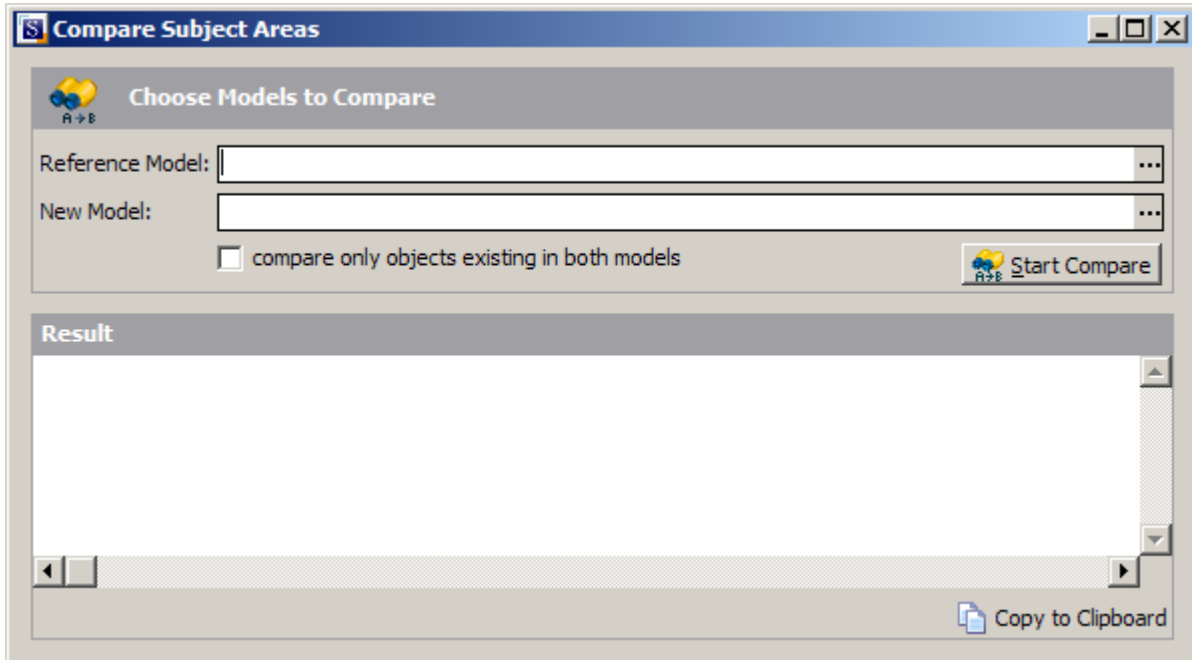 Compare Subject Areas
Choose Models to Compare
A→B
Reference Model:
...
New Model:
...
compare only objects existing in both models
A→B
Start Compare
Result
Copy to Clipboard